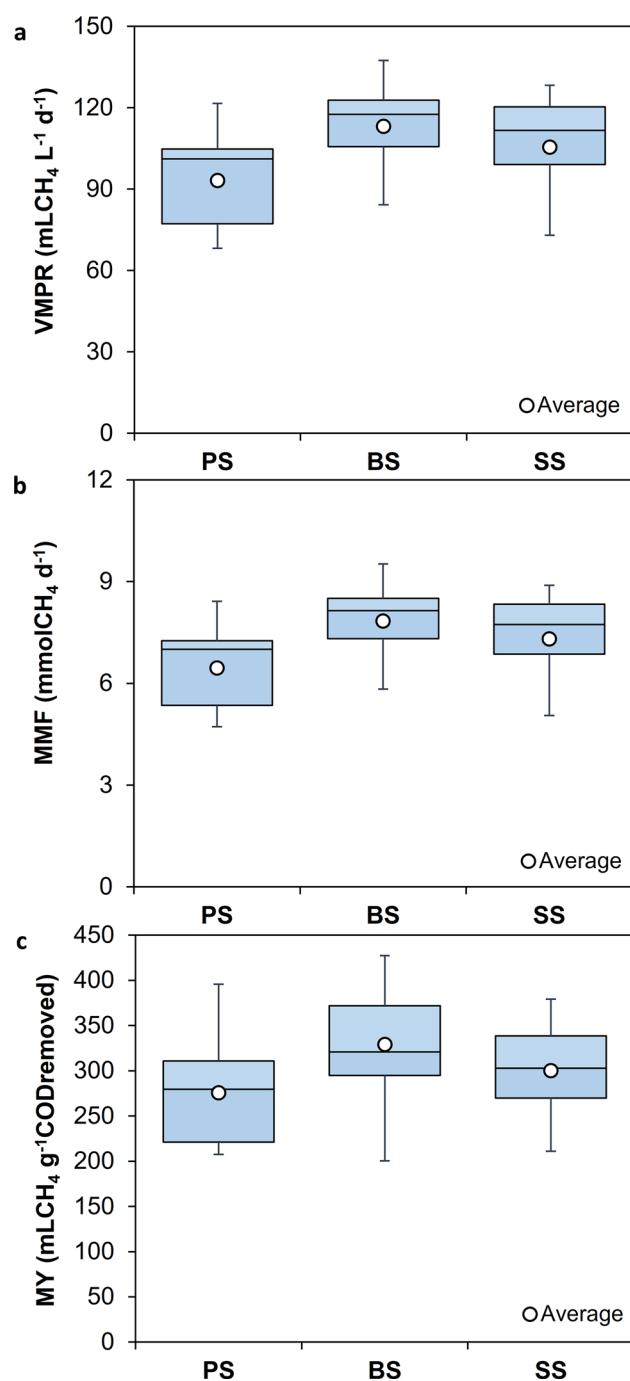 a
VMPR (mLCH₄ L⁻¹ d⁻¹)
150
120
90
60
30
0
Average
PS BS SS
b
MMF (mmolCH₄ d⁻¹)
12
9
6
3
0
Average
PS BS SS
c
MY (mLCH₄ g⁻¹CODremoved)
450
400
350
300
250
200
150
100
50
0
Average
PS BS SS